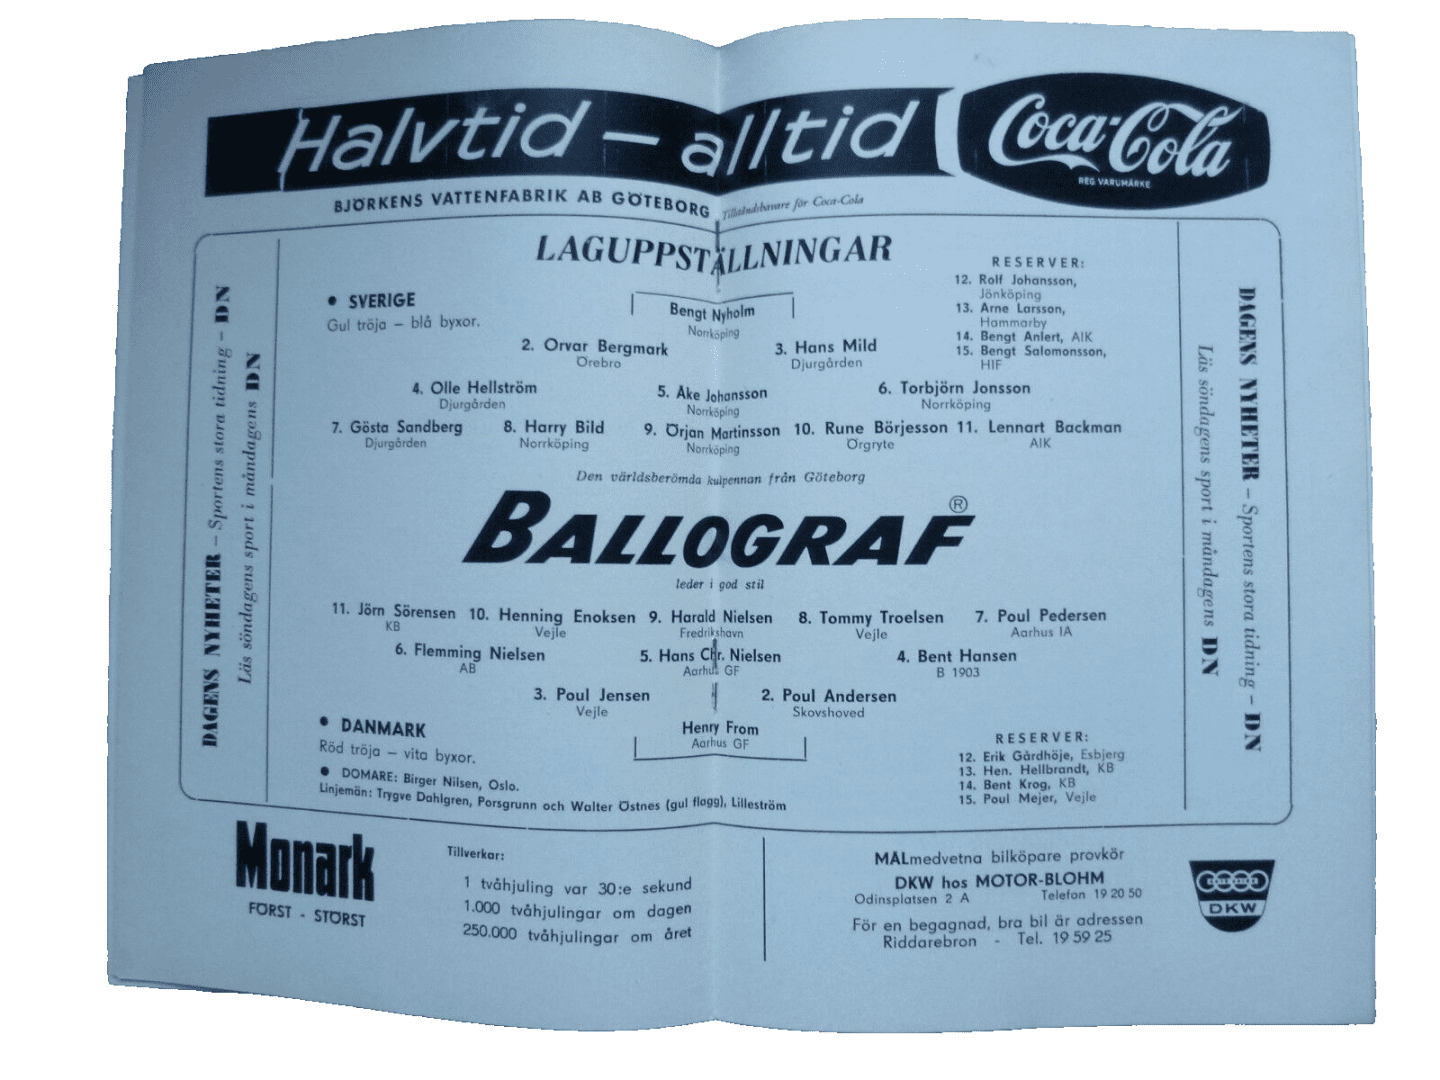 Halvtid – alltid
Coca-Cola
REG VARUMÄRKE
BJÖRKENS VATTENFABRIK AB GÖTEBORG Tillståndshavare för Coca-Cola
DAGENS NYHETER – Sportens stora tidning – DN
Läs söndagens sport i måndagens DN
LAGUPPSTÄLLNINGAR
• SVERIGE
Gul tröja – blå byxor.
Bengt Nyholm
Norrköping
RESERVER:
12. Rolf Johansson,
Jönköping
13. Arne Larsson,
Hammarby
14. Bengt Anlert, AIK
15. Bengt Salomonsson,
HIF
2. Orvar Bergmark 3. Hans Mild
Örebro Djurgården
4. Olle Hellström 5. Åke Johansson 6. Torbjörn Jonsson
Djurgården Norrköping Norrköping
7. Gösta Sandberg 8. Harry Bild 9. Örjan Martinsson 10. Rune Börjesson 11. Lennart Backman
Djurgården Norrköping Norrköping Örgryte AIK
Den världsberömda kulpennan från Göteborg
BALLOGRAF®
leder i god stil
11. Jörn Sörensen 10. Henning Enoksen 9. Harald Nielsen 8. Tommy Troelsen 7. Poul Pedersen
KB Vejle Fredrikshavn Vejle Aarhus IA
6. Flemming Nielsen 5. Hans Chr. Nielsen 4. Bent Hansen
AB Aarhus GF B 1903
3. Poul Jensen 2. Poul Andersen
Vejle Skovshoved
• DANMARK
Röd tröja – vita byxor.
Henry From
Aarhus GF
• DOMARE: Birger Nilsen, Oslo.
Linjemän: Trygve Dahlgren, Porsgrunn och Walter Östnes (gul flagg), Lilleström
RESERVER:
12. Erik Gårdhöje, Esbjerg
13. Hen. Hellbrandt, KB
14. Bent Krog, KB
15. Poul Mejer, Vejle
DAGENS NYHETER – Sportens stora tidning – DN
Läs söndagens sport i måndagens DN
Monark
FÖRST - STÖRST
Tillverkar:
1 tvåhjuling var 30:e sekund
1.000 tvåhjulingar om dagen
250.000 tvåhjulingar om året
MÅLmedvetna bilköpare provkör
DKW hos MOTOR-BLOHM
Odinsplatsen 2 A Telefon 19 20 50
För en begagnad, bra bil är adressen
Riddarebron - Tel. 19 59 25
DKW